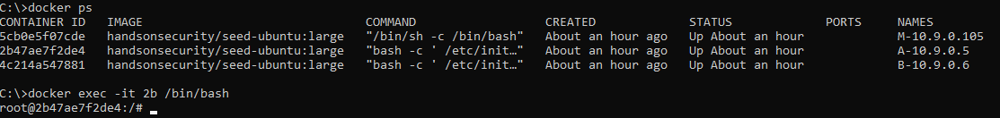 C:\>docker ps
CONTAINER ID   IMAGE                            COMMAND                  CREATED             STATUS             PORTS     NAMES
5cb0e5f07cde   handsonsecurity/seed-ubuntu:large   "/bin/sh -c /bin/bash"   About an hour ago   Up About an hour             M-10.9.0.105
2b47ae7f2de4   handsonsecurity/seed-ubuntu:large   "bash -c ' /etc/init…"   About an hour ago   Up About an hour             A-10.9.0.5
4c214a547881   handsonsecurity/seed-ubuntu:large   "bash -c ' /etc/init…"   About an hour ago   Up About an hour             B-10.9.0.6
C:\>docker exec -it 2b /bin/bash
root@2b47ae7f2de4:/# _